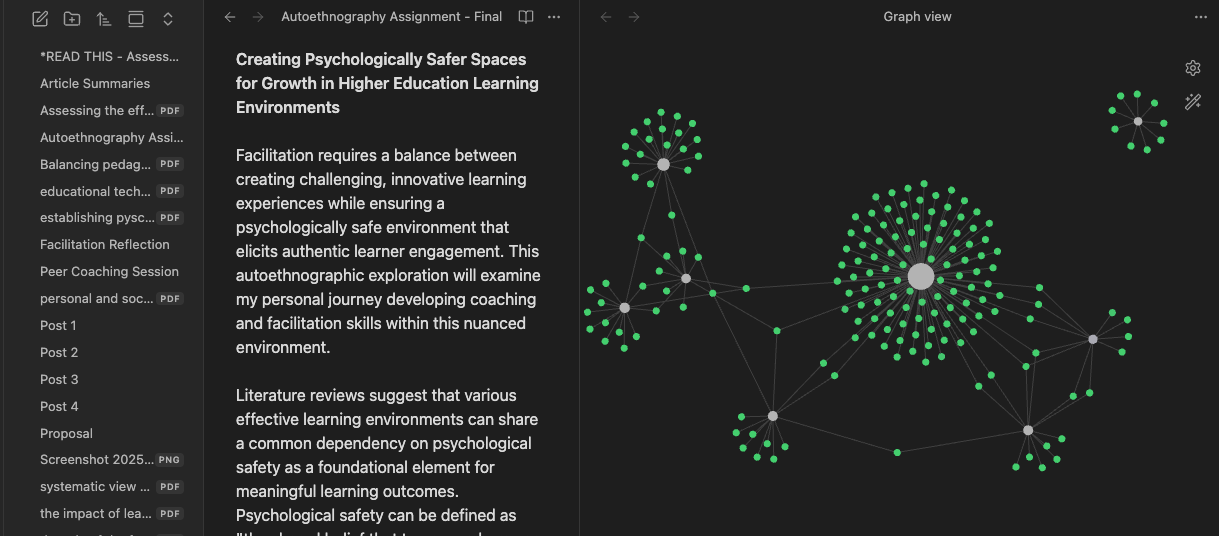 Autoethnography Assignment - Final
Graph view
*READ THIS - Assess...
Article Summaries
Assessing the eff... PDF
Autoethnography Assi...
Balancing pedag... PDF
educational tech... PDF
establishing pysc... PDF
Facilitation Reflection
Peer Coaching Session
personal and soc... PDF
Post 1
Post 2
Post 3
Post 4
Proposal
Screenshot 2025... PNG
systematic view ... PDF
the impact of lea... PDF
Creating Psychologically Safer Spaces
for Growth in Higher Education Learning
Environments
Facilitation requires a balance between
creating challenging, innovative learning
experiences while ensuring a
psychologically safe environment that
elicits authentic learner engagement. This
autoethnographic exploration will examine
my personal journey developing coaching
and facilitation skills within this nuanced
environment.
Literature reviews suggest that various
effective learning environments can share
a common dependency on psychological
safety as a foundational element for
meaningful learning outcomes.
Psychological safety can be defined as